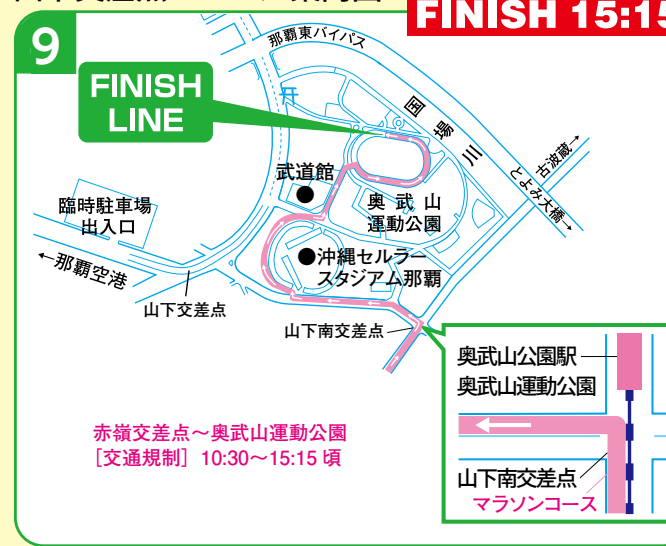 FINISH 15:15
9
那覇東バイパス
FINISH
LINE
国場川
古波蔵→
とよみ大橋→
武道館
奥武山
運動公園
臨時駐車場
出入口
●沖縄セルラー
スタジアム那覇
←那覇空港
山下交差点
山下南交差点
奥武山公園駅
奥武山運動公園
山下南交差点
マラソンコース
赤嶺交差点～奥武山運動公園
［交通規制］10:30～15:15 頃